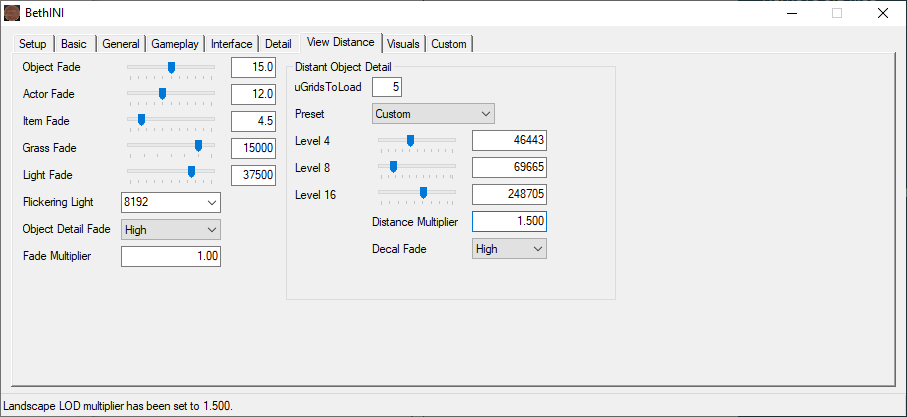 BethINI
Setup Basic General Gameplay Interface Detail View Distance Visuals Custom
Object Fade 15.0
Actor Fade 12.0
Item Fade 4.5
Grass Fade 15000
Light Fade 37500
Flickering Light 8192
Object Detail Fade High
Fade Multiplier 1.00
Distant Object Detail
uGridsToLoad 5
Preset Custom
Level 4 46443
Level 8 69665
Level 16 248705
Distance Multiplier 1.500
Decal Fade High
Landscape LOD multiplier has been set to 1.500.